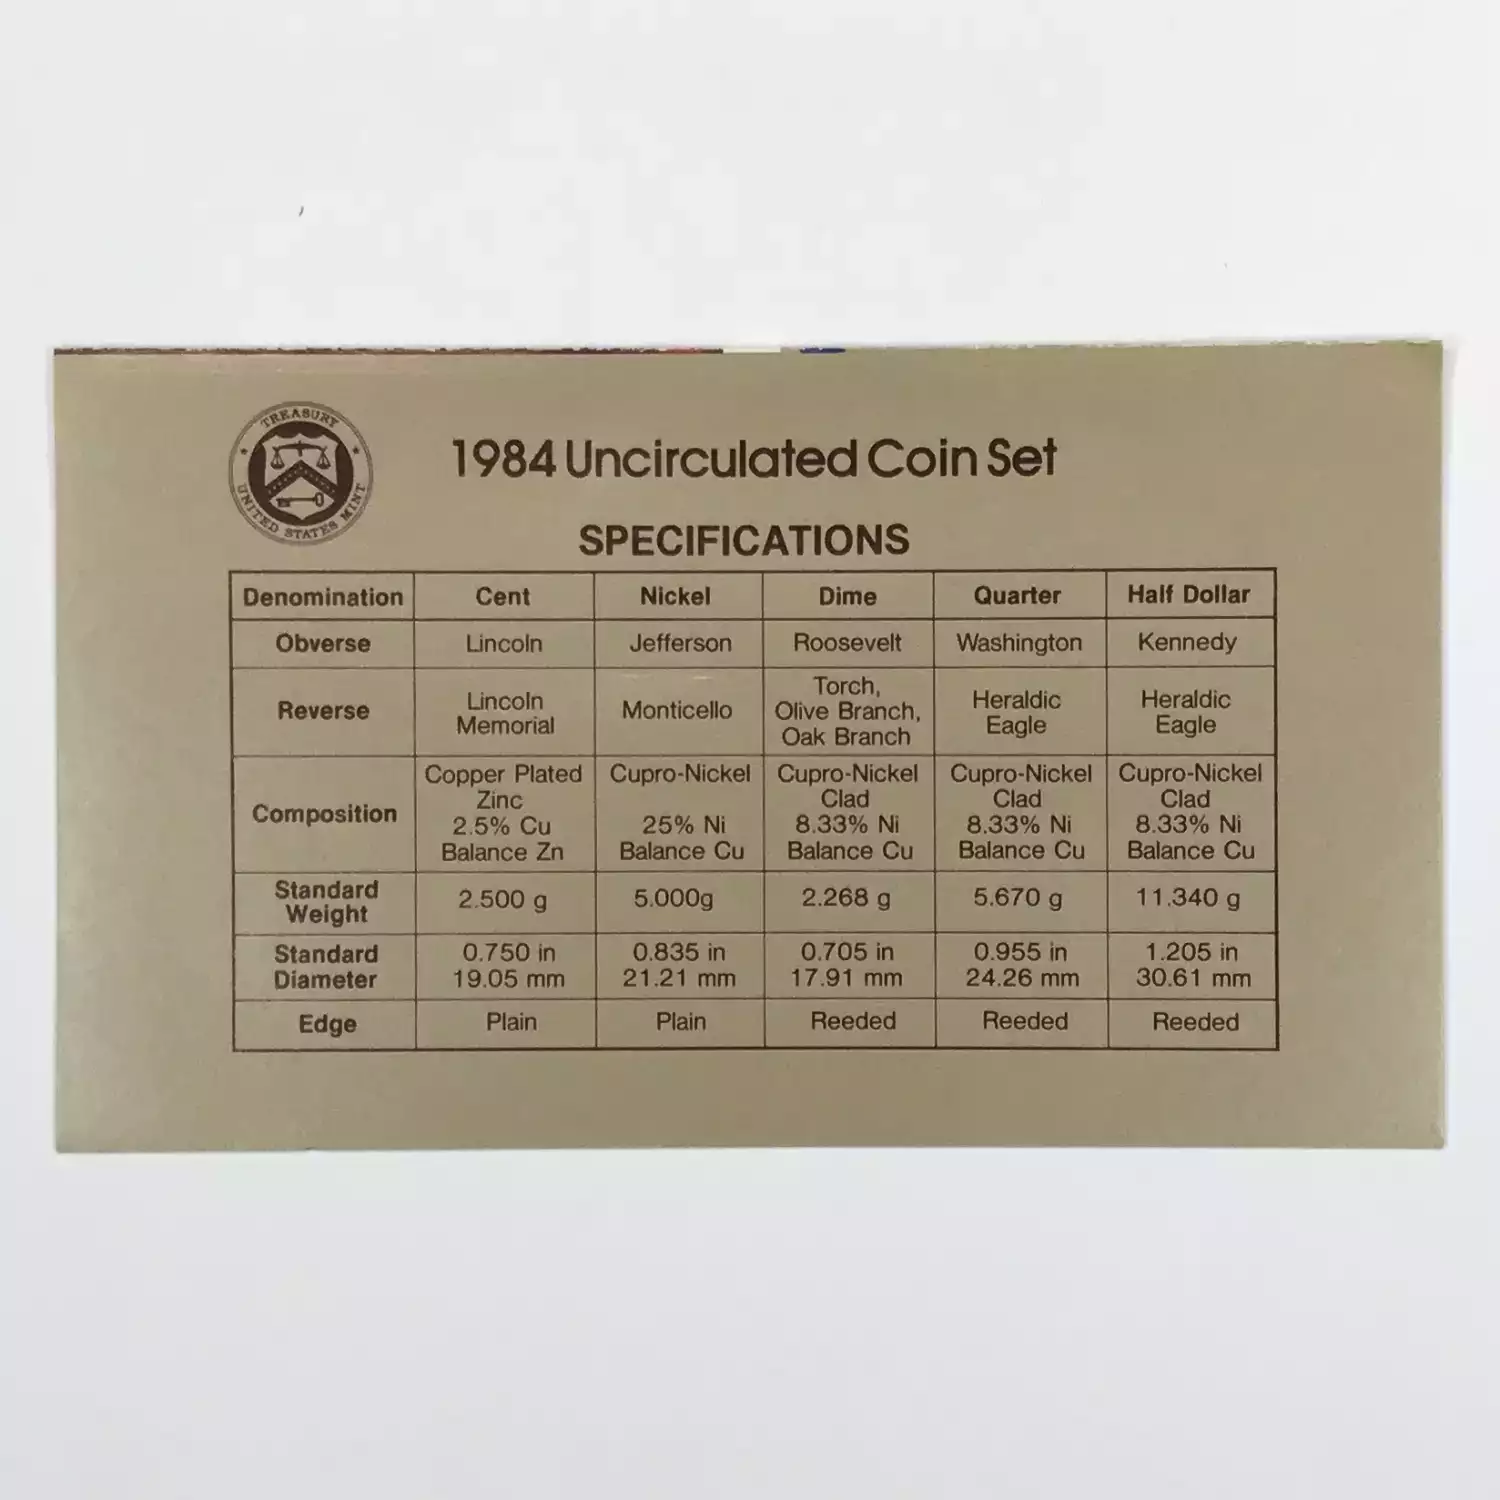 TREASURY
UNITED STATES MINT
1984 Uncirculated Coin Set
SPECIFICATIONS
Denomination Cent Nickel Dime Quarter Half Dollar
Obverse Lincoln Jefferson Roosevelt Washington Kennedy
Reverse Lincoln Memorial Monticello Torch, Olive Branch, Oak Branch Heraldic Eagle Heraldic Eagle
Composition Copper Plated Zinc 2.5% Cu Balance Zn Cupro-Nickel 25% Ni Balance Cu Cupro-Nickel Clad 8.33% Ni Balance Cu Cupro-Nickel Clad 8.33% Ni Balance Cu Cupro-Nickel Clad 8.33% Ni Balance Cu
Standard Weight 2.500 g 5.000g 2.268 g 5.670 g 11.340 g
Standard Diameter 0.750 in 19.05 mm 0.835 in 21.21 mm 0.705 in 17.91 mm 0.955 in 24.26 mm 1.205 in 30.61 mm
Edge Plain Plain Reeded Reeded Reeded